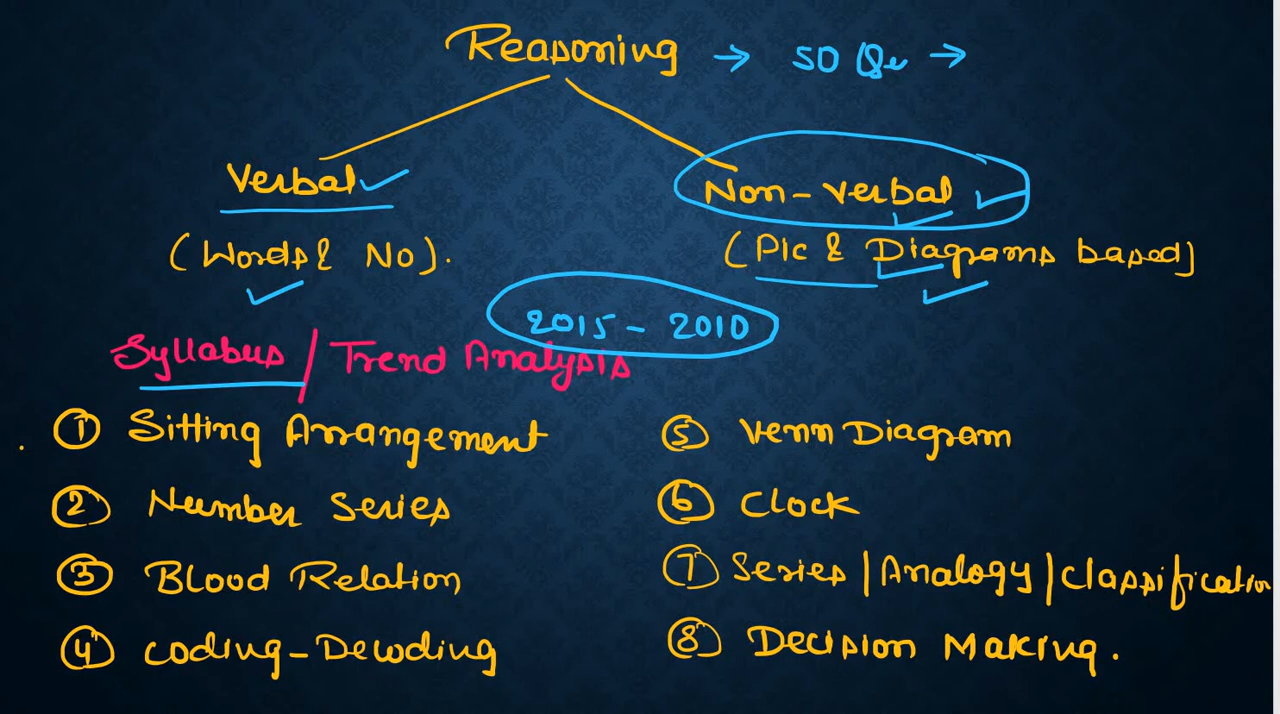 Reasoning → 50 Qs →
Verbal ✓
Non-Verbal ✓
(Words & No).
(Pic & Diagrams based)
2015 - 2010
Syllabus / Trend Analysis
① Sitting Arrangement
② Number Series
③ Blood Relation
④ Coding-Decoding
⑤ Venn Diagram
⑥ Clock
⑦ Series / Analogy / Classification
⑧ Decision Making.